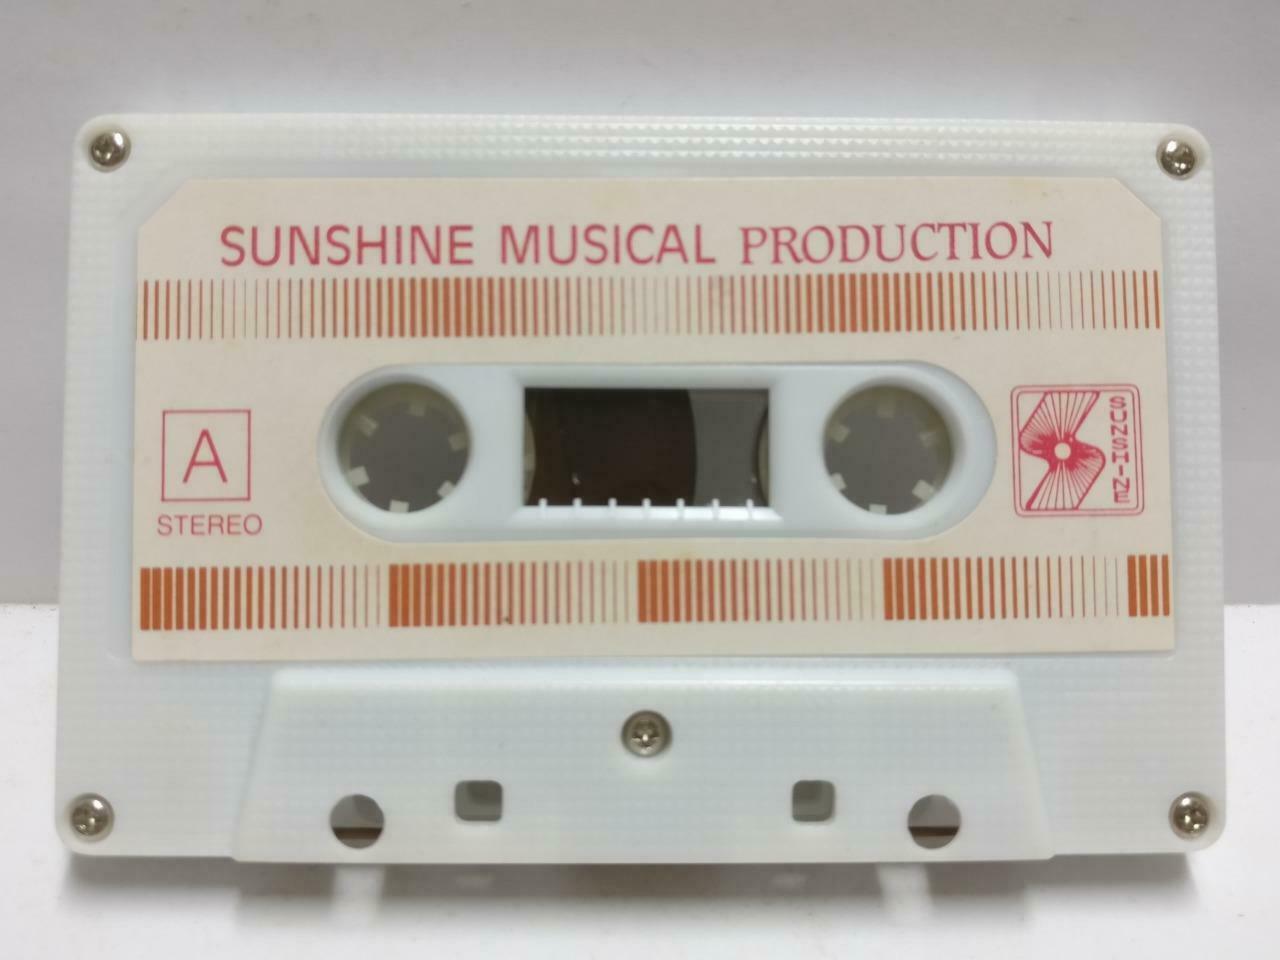 SUNSHINE MUSICAL PRODUCTION
A
STEREO
SUNSHINE